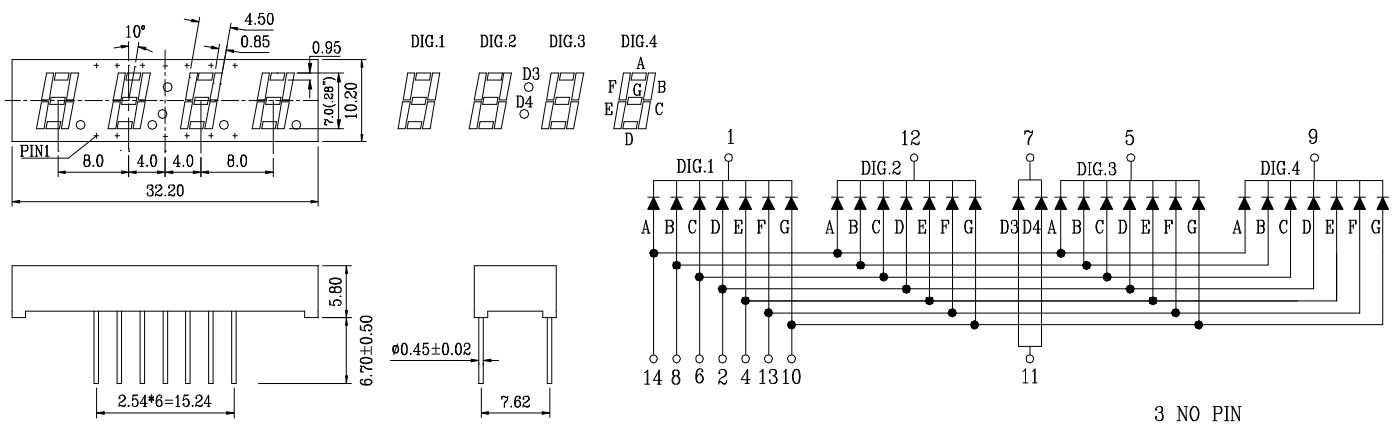 10° 4.50
0.85
0.95
7.0(.28")
10.20
PIN1
8.0 4.0 4.0 8.0
32.20
DIG.1 DIG.2 DIG.3 DIG.4
D3
D4
A
F G B
E C
D
5.80
6.70±0.50
2.54*6=15.24
ø0.45±0.02
7.62
1 12 7 5 9
DIG.1 DIG.2 DIG.3 DIG.4
A B C D E F G A B C D E F G D3 D4 A B C D E F G A B C D E F G
14 8 6 2 4 13 10 11
3 NO PIN